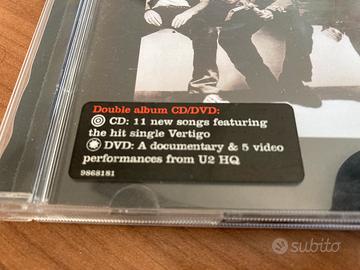 Double album CD/DVD:
CD: 11 new songs featuring
the hit single Vertigo
DVD: A documentary & 5 video
performances from U2 HQ
9868181
subito